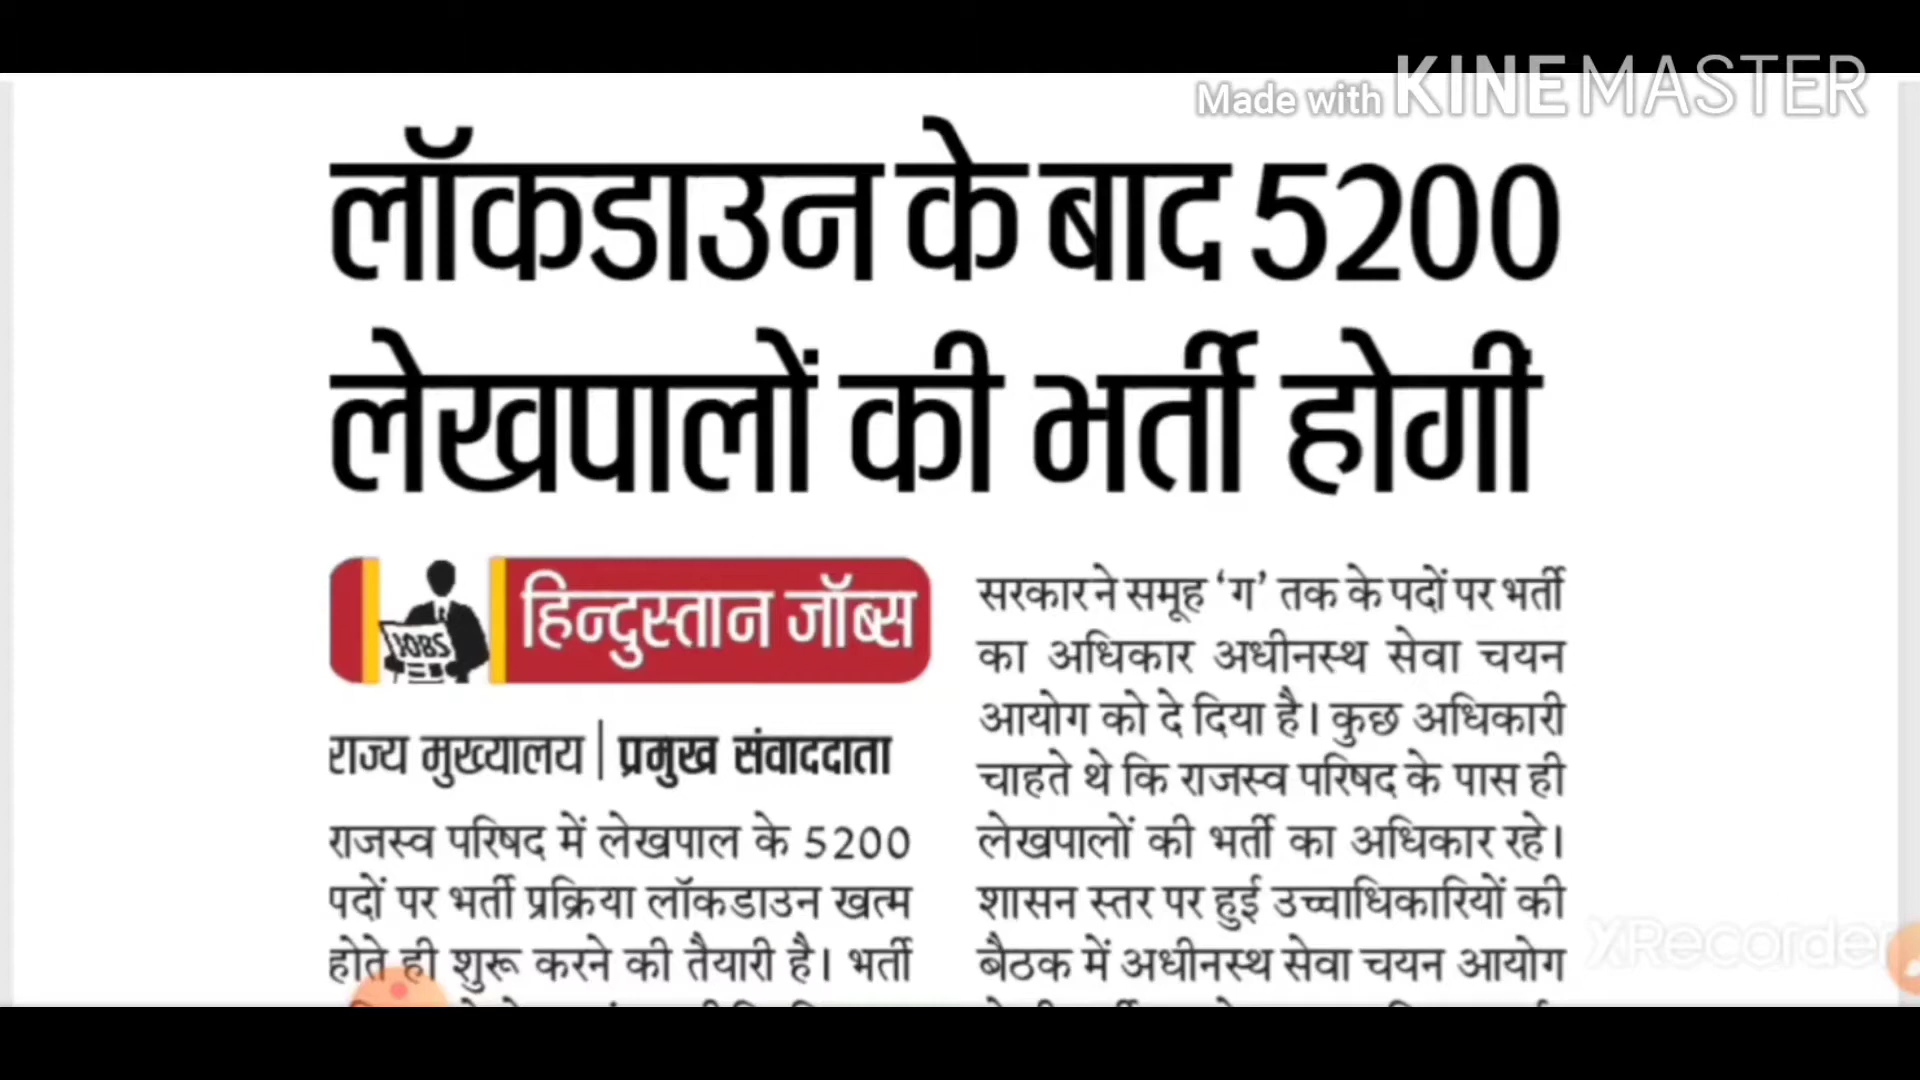 Made with KINEMASTER
लॉकडाउन के बाद 5200
लेखपालों की भर्ती होगी
JOBS
हिन्दुस्तान जॉब्स
राज्य मुख्यालय | प्रमुख संवाददाता
राजस्व परिषद में लेखपाल के 5200
पदों पर भर्ती प्रक्रिया लॉकडाउन खत्म
होते ही शुरू करने की तैयारी है। भर्ती
सरकार ने समूह ‘ग’ तक के पदों पर भर्ती
का अधिकार अधीनस्थ सेवा चयन
आयोग को दे दिया है। कुछ अधिकारी
चाहते थे कि राजस्व परिषद के पास ही
लेखपालों की भर्ती का अधिकार रहे।
शासन स्तर पर हुई उच्चाधिकारियों की
बैठक में अधीनस्थ सेवा चयन आयोग
XRecorder